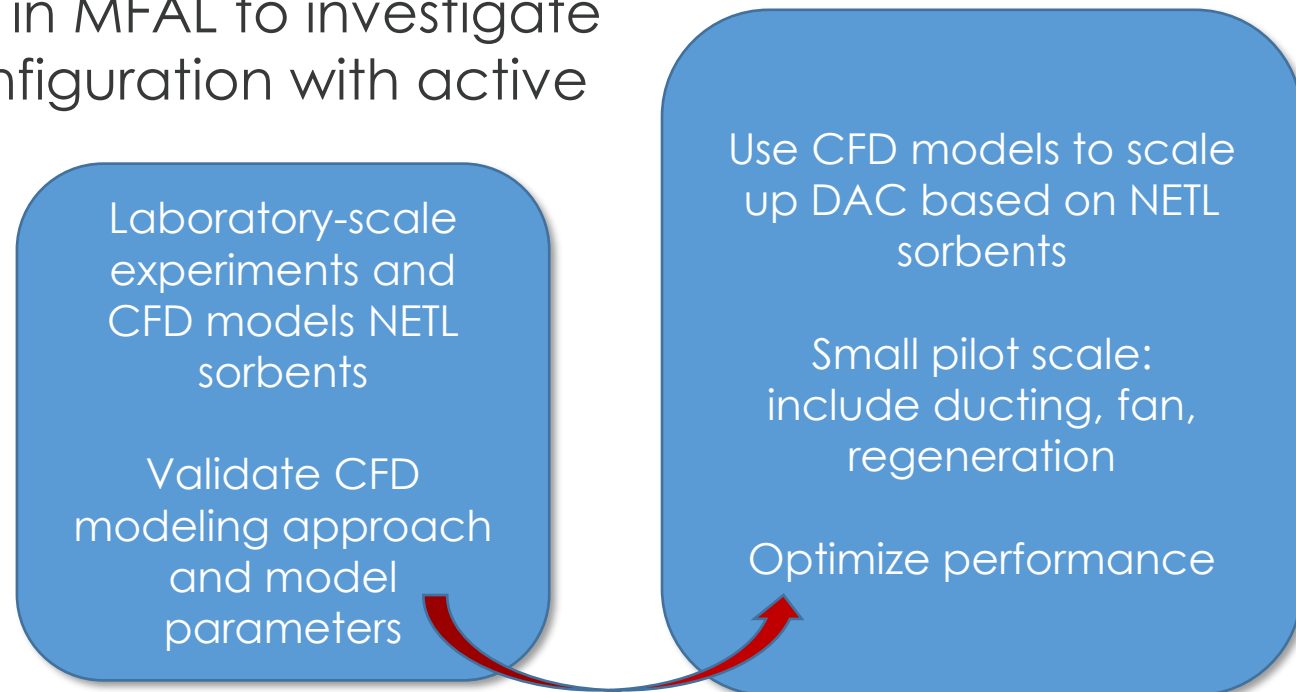 in MFAL to investigate
nfiguration with active
Laboratory-scale
experiments and
CFD models NETL
sorbents
Validate CFD
modeling approach
and model
parameters
Use CFD models to scale
up DAC based on NETL
sorbents
Small pilot scale:
include ducting, fan,
regeneration
Optimize performance